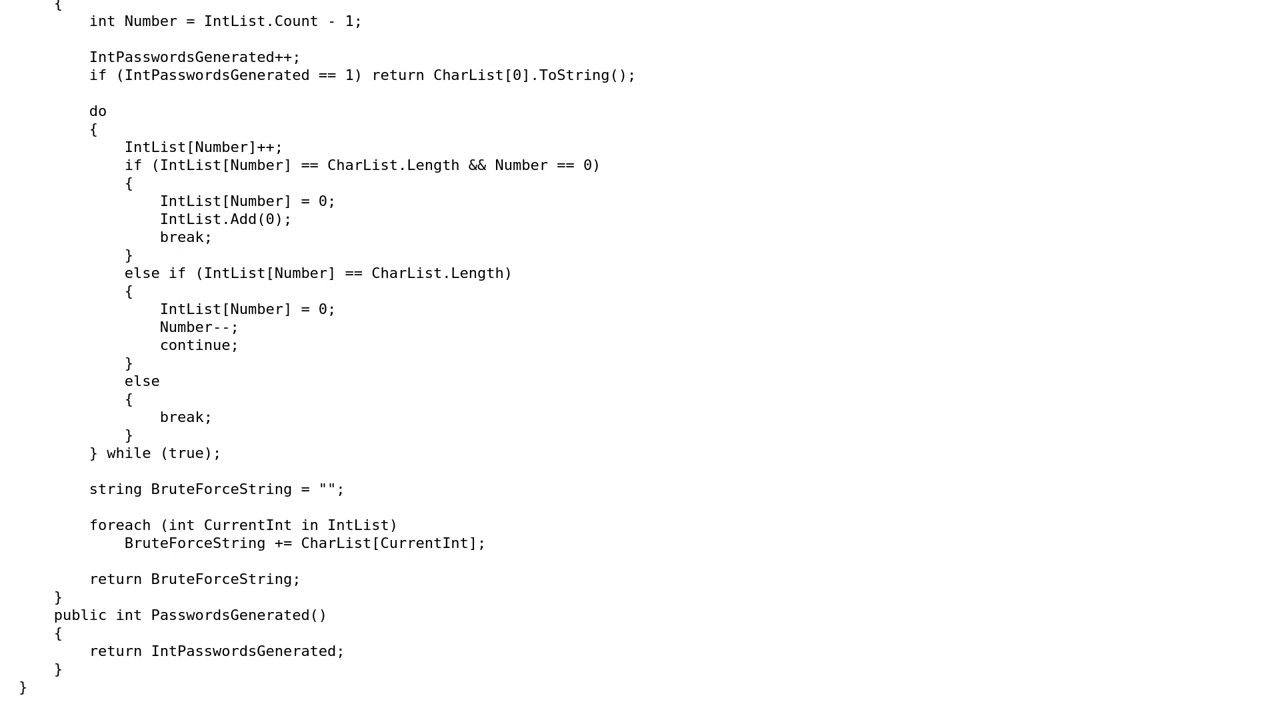 {
int Number = IntList.Count - 1;
IntPasswordsGenerated++;
if (IntPasswordsGenerated == 1) return CharList[0].ToString();
do
{
IntList[Number]++;
if (IntList[Number] == CharList.Length && Number == 0)
{
IntList[Number] = 0;
IntList.Add(0);
break;
}
else if (IntList[Number] == CharList.Length)
{
IntList[Number] = 0;
Number--;
continue;
}
else
{
break;
}
} while (true);
string BruteForceString = "";
foreach (int CurrentInt in IntList)
BruteForceString += CharList[CurrentInt];
return BruteForceString;
}
public int PasswordsGenerated()
{
return IntPasswordsGenerated;
}
}